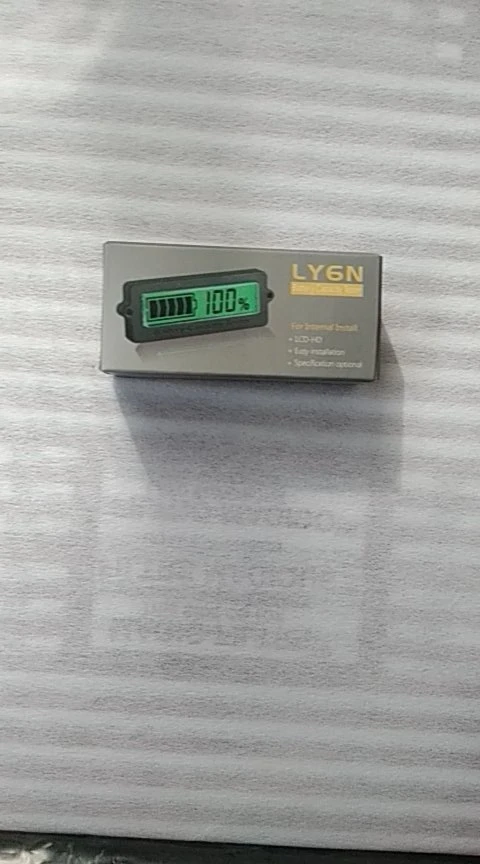 LY6N
100%
For Internal Install
• LCD-HD
• Easy installation
• Specification optional